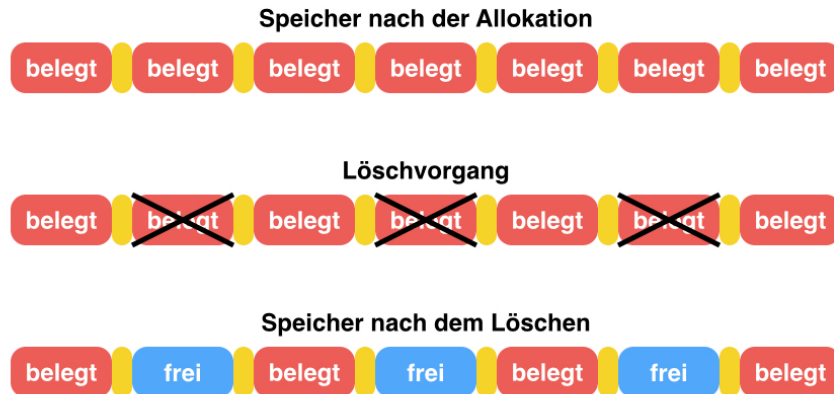 Speicher nach der Allokation
belegt belegt belegt belegt belegt belegt belegt
Löschvorgang
belegt belegt belegt belegt belegt belegt belegt
Speicher nach dem Löschen
belegt frei belegt frei belegt frei belegt